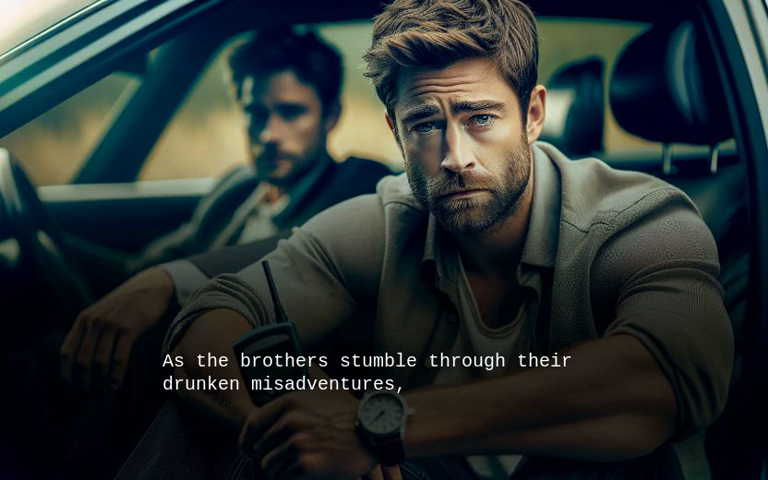 As the brothers stumble through their
drunken misadventures,